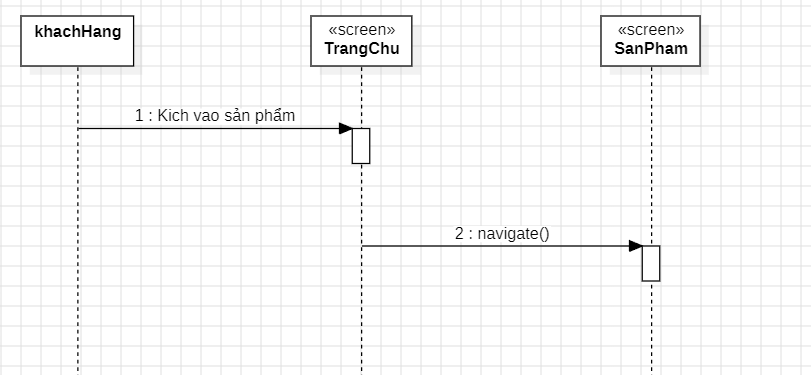 khachHang
«screen»
TrangChu
«screen»
SanPham
1 : Kich vao sản phẩm
2 : navigate()